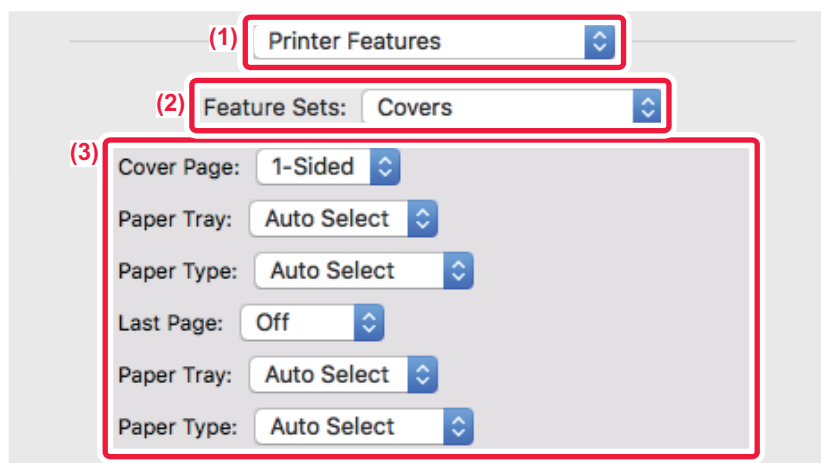 (1) Printer Features
(2) Feature Sets: Covers
(3)
Cover Page: 1-Sided
Paper Tray: Auto Select
Paper Type: Auto Select
Last Page: Off
Paper Tray: Auto Select
Paper Type: Auto Select